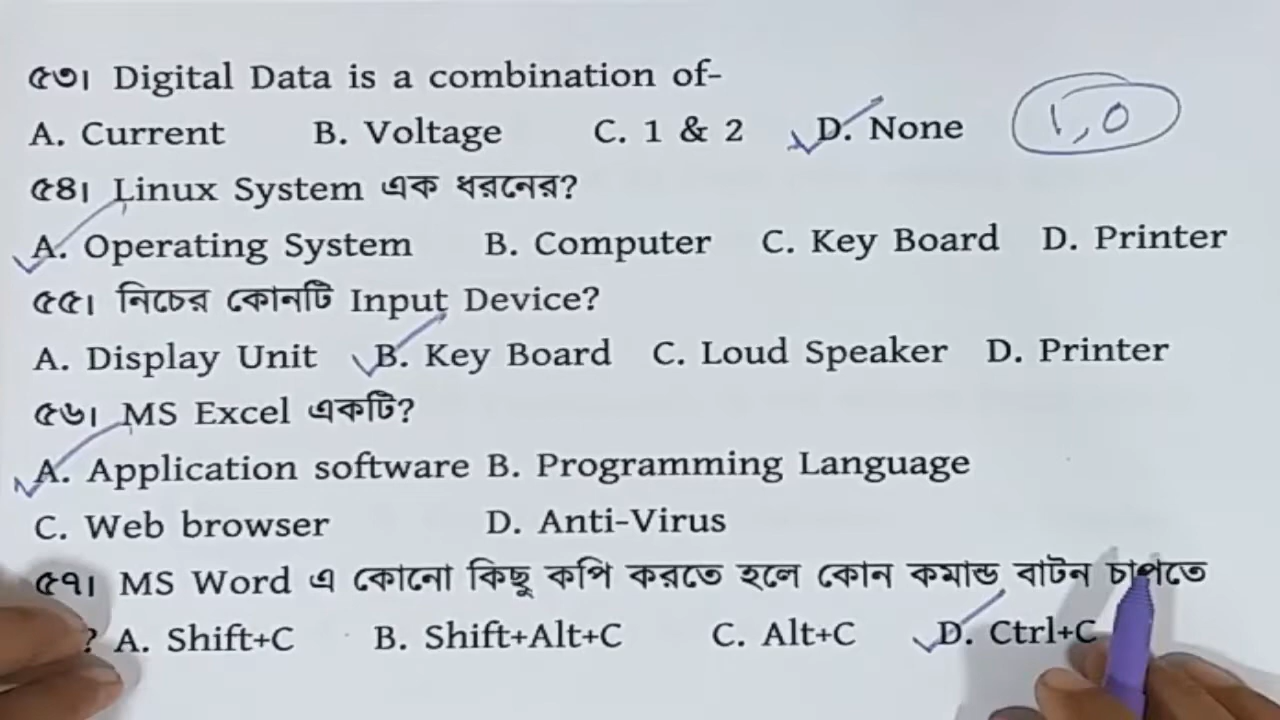 ৫৩। Digital Data is a combination of-
A. Current B. Voltage C. 1 & 2 D. None 1, 0
৫৪। Linux System এক ধরনের?
A. Operating System B. Computer C. Key Board D. Printer
৫৫। নিচের কোনটি Input Device?
A. Display Unit B. Key Board C. Loud Speaker D. Printer
৫৬। MS Excel একটি?
A. Application software B. Programming Language
C. Web browser D. Anti-Virus
৫৭। MS Word এ কোনো কিছু কপি করতে হলে কোন কমান্ড বাটন চাপতে
? A. Shift+C B. Shift+Alt+C C. Alt+C D. Ctrl+C